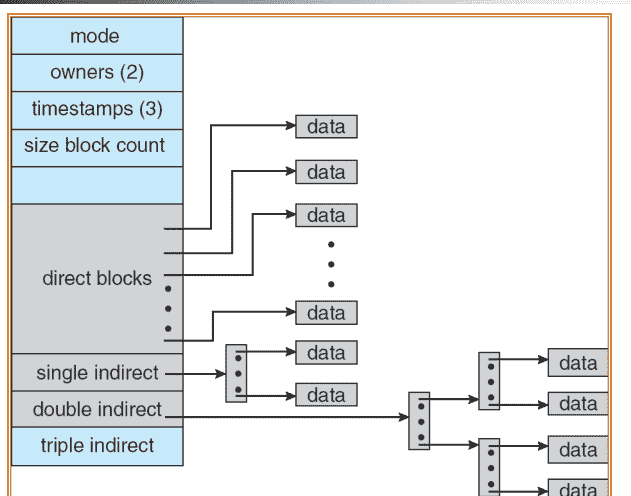 mode
owners (2)
timestamps (3)
size block count
data
data
data
direct blocks
data
data
single indirect
data
data
double indirect
data
triple indirect
data
data